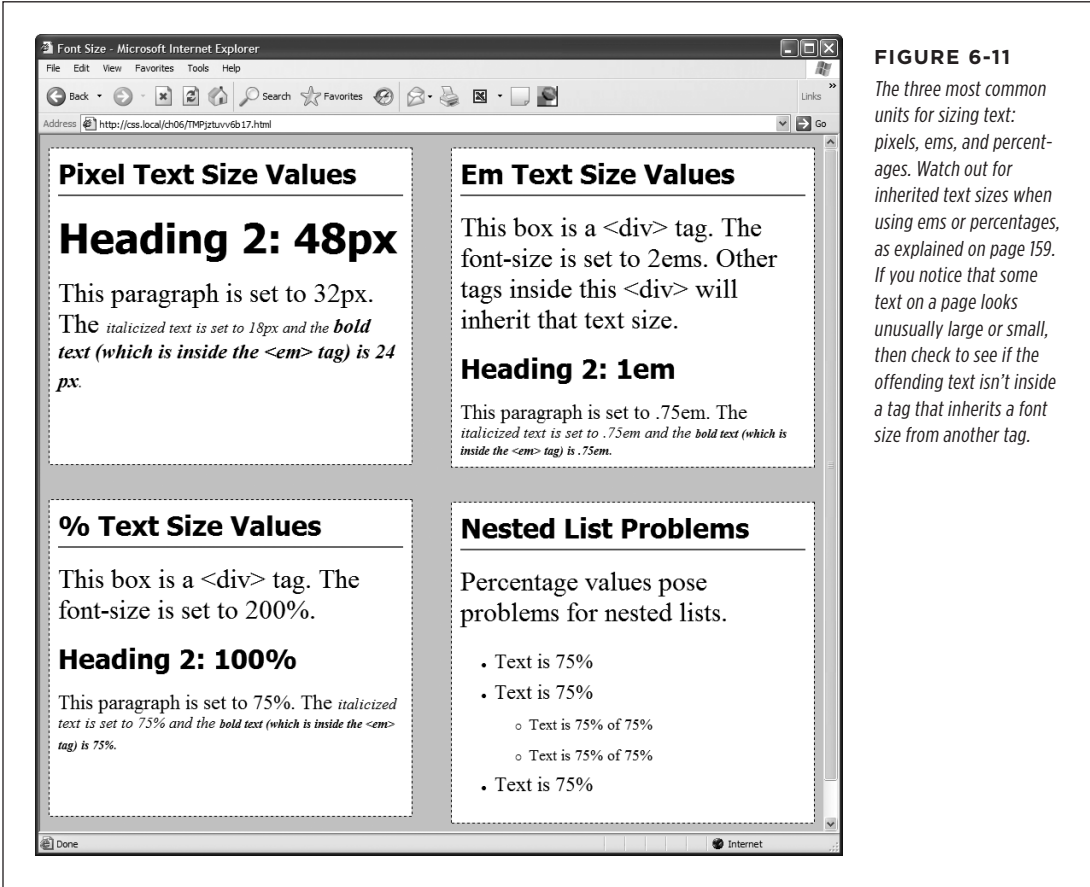 Font Size - Microsoft Internet Explorer
File Edit View Favorites Tools Help
Back Search Favorites Links »
Address http://css.local/ch06/TMPjztuvv6b17.html Go
Pixel Text Size Values
Heading 2: 48px
This paragraph is set to 32px.
The italicized text is set to 18px and the bold
text (which is inside the <em> tag) is 24
px.
Em Text Size Values
This box is a <div> tag. The
font-size is set to 2ems. Other
tags inside this <div> will
inherit that text size.
Heading 2: 1em
This paragraph is set to .75em. The
italicized text is set to .75em and the bold text (which is
inside the <em> tag) is .75em.
% Text Size Values
This box is a <div> tag. The
font-size is set to 200%.
Heading 2: 100%
This paragraph is set to 75%. The italicized
text is set to 75% and the bold text (which is inside the <em>
tag) is 75%.
Nested List Problems
Percentage values pose
problems for nested lists.
• Text is 75%
• Text is 75%
○ Text is 75% of 75%
○ Text is 75% of 75%
• Text is 75%
Done Internet
FIGURE 6-11
The three most common
units for sizing text:
pixels, ems, and percent-
ages. Watch out for
inherited text sizes when
using ems or percentages,
as explained on page 159.
If you notice that some
text on a page looks
unusually large or small,
then check to see if the
offending text isn't inside
a tag that inherits a font
size from another tag.